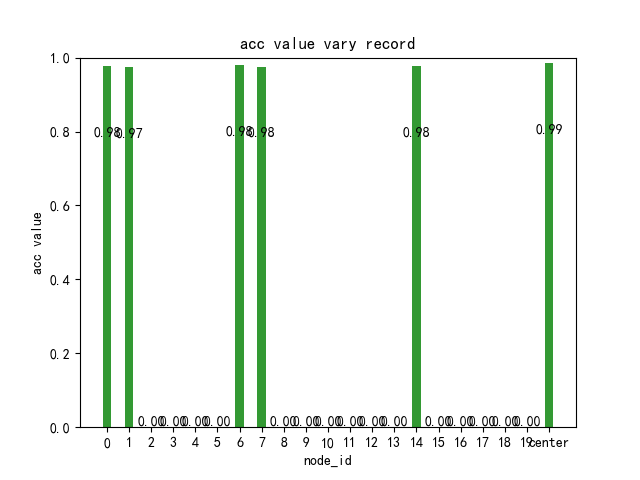 acc value vary record
acc value
1.0
0.8
0.6
0.4
0.2
0.0
0.98 0.97 0.00 0.00 0.00 0.00 0.98 0.98 0.00 0.00 0.00 0.00 0.00 0.00 0.98 0.00 0.00 0.00 0.00 0.00 0.99
0 1 2 3 4 5 6 7 8 9 10 11 12 13 14 15 16 17 18 19 center
node_id